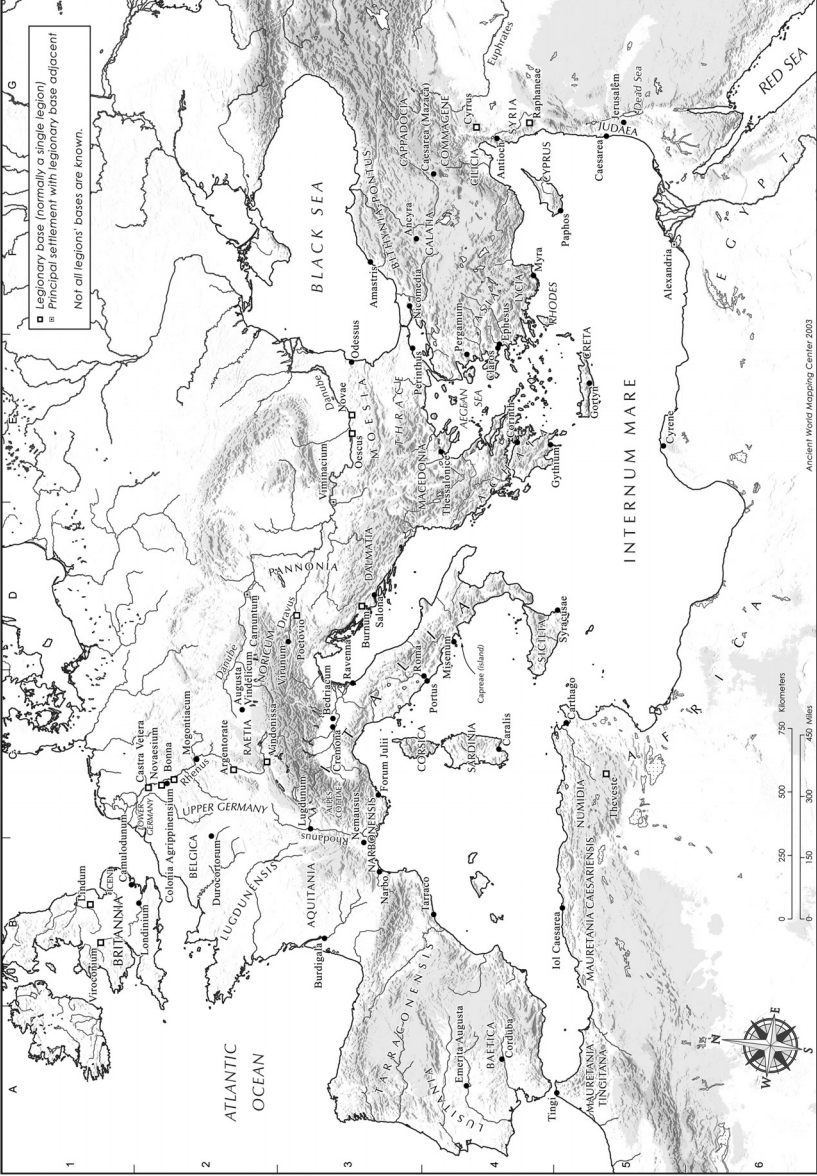 A
B
C
D
E
G
1
2
3
4
5
6
Legionary base (normally a single legion)
Principal settlement with legionary base adjacent
Not all legions' bases are known.
ATLANTIC
OCEAN
BRITANNIA
ICENI
Viroconium
Lindum
Camulodunum
Londinium
LOWER
GERMANY
Castra Vetera
Novaesium
Bonna
Colonia Agrippinensium
Mogontiacum
Rhenus
UPPER GERMANY
BELGICA
Durocortorum
LUGDUNENSIS
Argentorate
RAETIA
Vindonissa
Augusta
Vindelicum
Danube
NORICUM
Carnuntum
Virunum
Dravus
Poetovio
PANNONIA
AQUITANIA
Burdigala
Lugdunum
Rhodanus
ALPES
COTTIAE
Nemausus
NARBONENSIS
Narbo
Forum Julii
Cremona
Bedriacum
Ravenna
ITALIA
Burnum
Salona
DALMATIA
Viminacium
Oescus
Novae
Danube
MOESIA
Odessus
BLACK SEA
THRACE
Perinthus
MACEDONIA
Thessalonice
AEGEAN
SEA
Corinth
Gythium
Amastris
BITHYNIA-PONTUS
Nicomedia
Ancyra
GALATIA
CAPPADOCIA
Caesarea (Mazaca)
COMMAGENE
Euphrates
Pergamum
ASIA
Claros
Ephesus
LYCIA
Myra
RHODES
CILICIA
Cyrrus
Antioch
SYRIA
Raphaneae
CYPRUS
Paphos
CRETA
Gortyn
TARRACONENSIS
Tarraco
LUSITANIA
Emerita Augusta
BAETICA
Corduba
CORSICA
SARDINIA
Caralis
Roma
Portus
Misenum
Capreae (island)
SICILIA
Syracusae
INTERNUM MARE
Tingi
MAURETANIA
TINGITANA
Iol Caesarea
MAURETANIA CAESARIENSIS
NUMIDIA
Theveste
Carthago
AFRICA
Cyrene
Alexandria
EGYPT
Caesarea
JUDAEA
Jerusalem
Dead Sea
RED SEA
0 150 300 450 Miles
0 250 500 750 Kilometers
N
E
S
W
Ancient World Mapping Center 2003